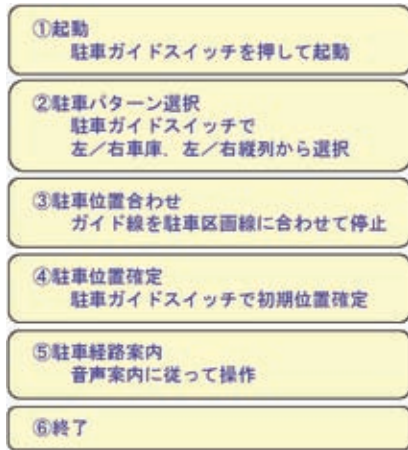 ①起動
駐車ガイドスイッチを押して起動
②駐車パターン選択
駐車ガイドスイッチで
左／右車庫、左／右縦列から選択
③駐車位置合わせ
ガイド線を駐車区画線に合わせて停止
④駐車位置確定
駐車ガイドスイッチで初期位置確定
⑤駐車経路案内
音声案内に従って操作
⑥終了